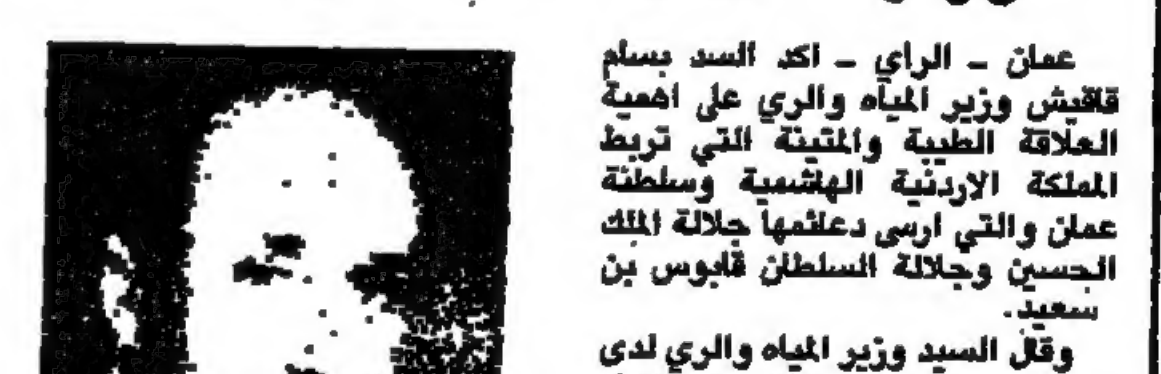 عمان - الراي - اكد السيد بسام
قاقيش وزير المياه والري على اهمية
العلاقة الطيبة والمتينة التي تربط
المملكة الاردنية الهاشمية وسلطنة
عمان والتي ارسى دعائمها جلالة الملك
الحسين وجلالة السلطان قابوس بن
سعيد.
وقال السيد وزير المياه والري لدى